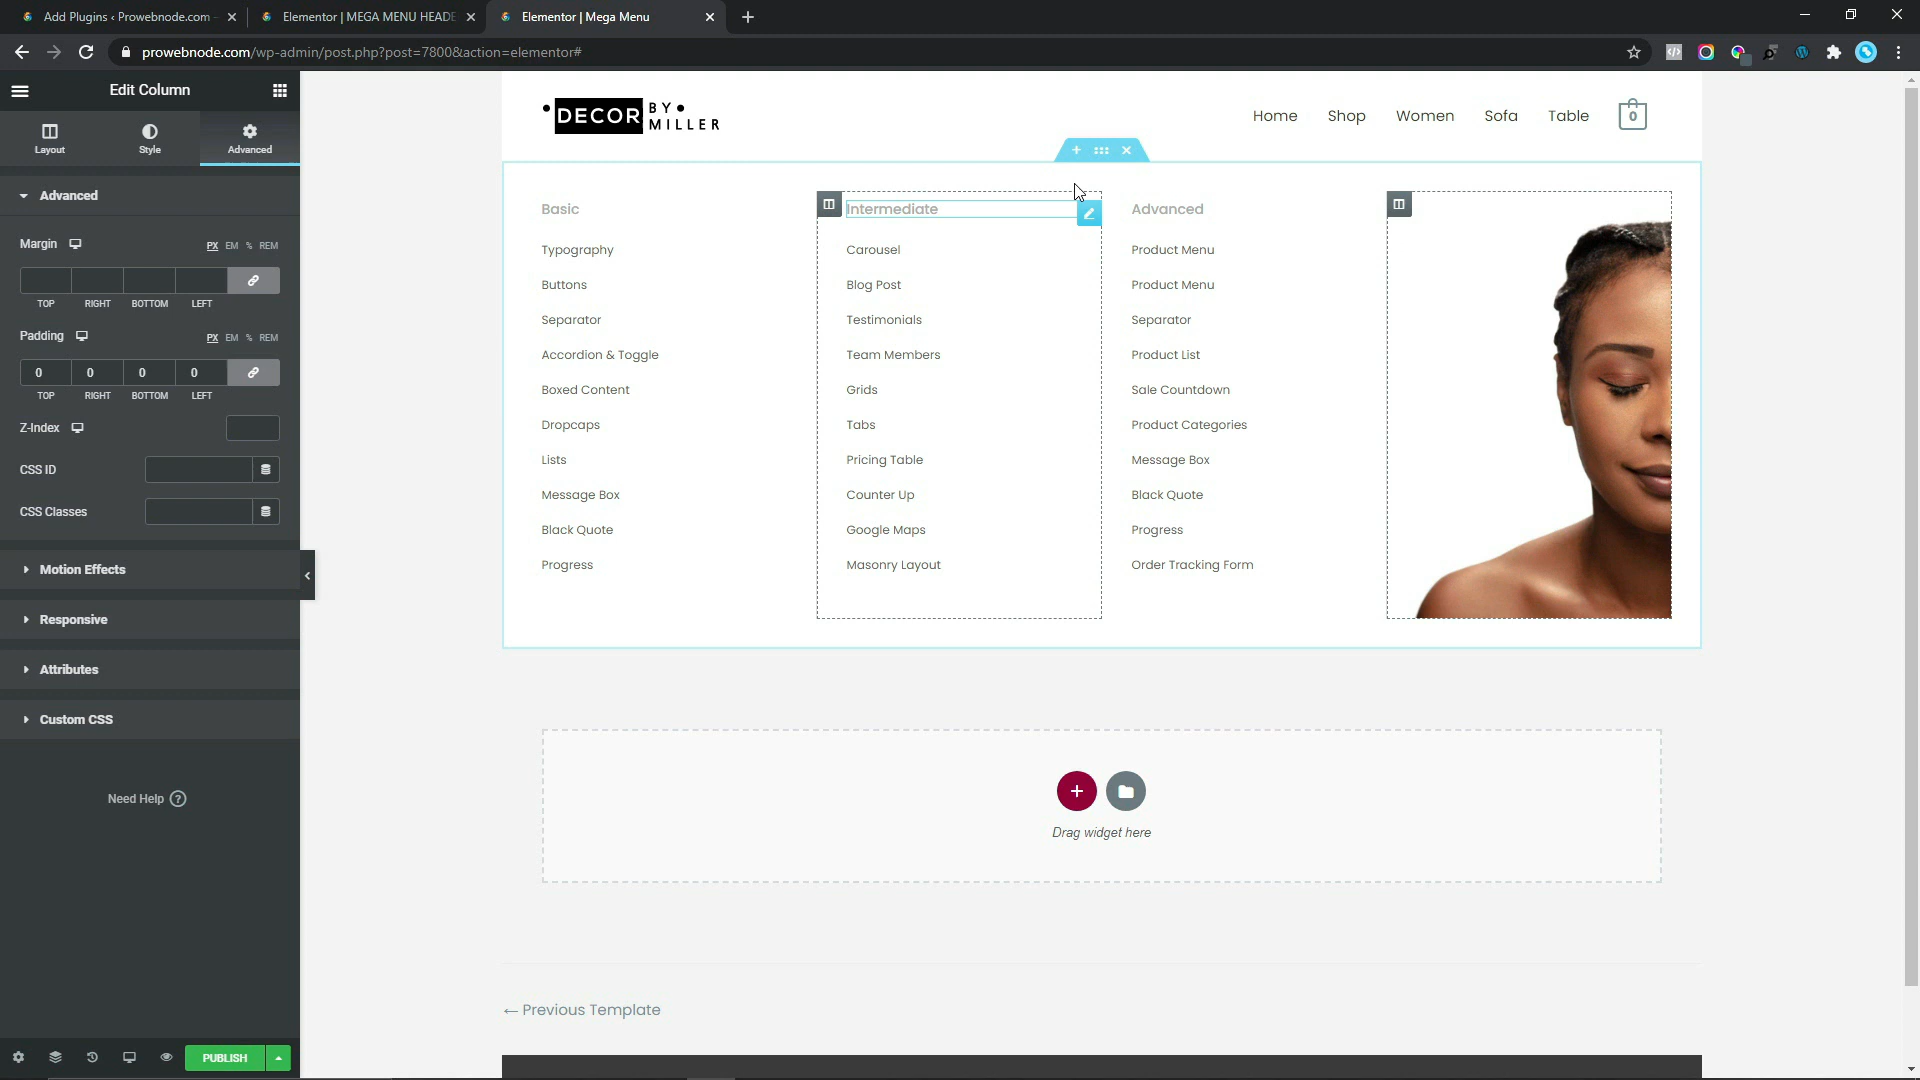 Add Plugins ‹ Prowebnode.com
Elementor | MEGA MENU HEADE
Elementor | Mega Menu
prowebnode.com/wp-admin/post.php?post=7800&action=elementor#
Edit Column
Layout
Style
Advanced
Advanced
Margin
PX EM % REM
TOP RIGHT BOTTOM LEFT
Padding
PX EM % REM
0 0 0 0
TOP RIGHT BOTTOM LEFT
Z-Index
CSS ID
CSS Classes
Motion Effects
Responsive
Attributes
Custom CSS
Need Help ?
PUBLISH
DECOR BY MILLER
Home Shop Women Sofa Table 0
Basic
Typography
Buttons
Separator
Accordion & Toggle
Boxed Content
Dropcaps
Lists
Message Box
Black Quote
Progress
Intermediate
Carousel
Blog Post
Testimonials
Team Members
Grids
Tabs
Pricing Table
Counter Up
Google Maps
Masonry Layout
Advanced
Product Menu
Product Menu
Separator
Product List
Sale Countdown
Product Categories
Message Box
Black Quote
Progress
Order Tracking Form
Drag widget here
← Previous Template